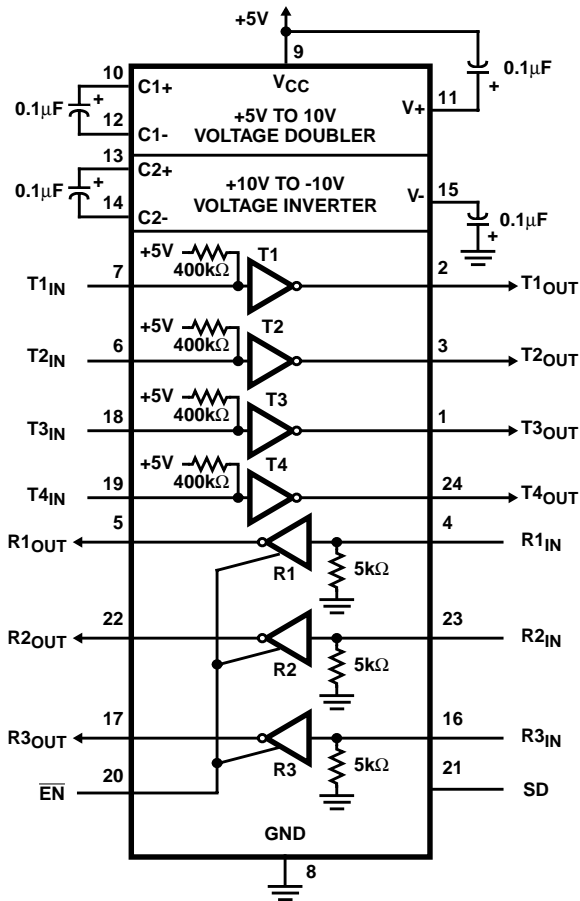 +5V
9
10
C1+
VCC
0.1µF
+
+
0.1µF
12
C1-
+5V TO 10V
VOLTAGE DOUBLER
V+
11
13
C2+
0.1µF
+
14
C2-
+10V TO -10V
VOLTAGE INVERTER
V-
15
0.1µF
+
+5V
400kΩ
T1
T1IN
7
2
T1OUT
+5V
400kΩ
T2
T2IN
6
3
T2OUT
+5V
400kΩ
T3
T3IN
18
1
T3OUT
+5V
400kΩ
T4
T4IN
19
24
T4OUT
R1OUT
5
4
R1IN
R1
5kΩ
R2OUT
22
23
R2IN
R2
5kΩ
R3OUT
17
16
R3IN
R3
5kΩ
EN
20
21
SD
GND
8